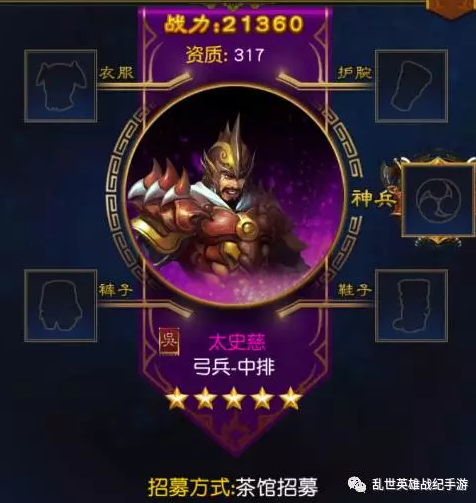 战力:21360
资质: 317
衣服
护腕
神兵
裤子
鞋子
吳
太史慈
弓兵-中排
招募方式:茶馆招募
乱世英雄战纪手游